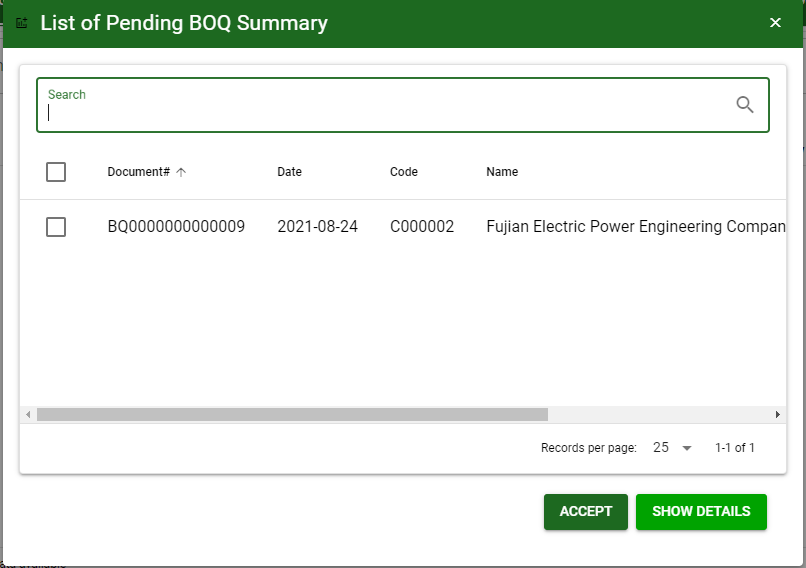 List of Pending BOQ Summary
Search
Document# Date Code Name
BQ0000000000009 2021-08-24 C000002 Fujian Electric Power Engineering Compan
Records per page: 25 1-1 of 1
ACCEPT SHOW DETAILS